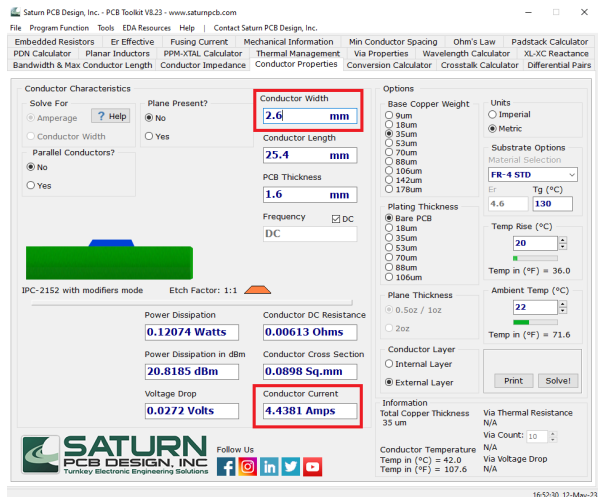 Saturn PCB Design, Inc. - PCB Toolkit V8.23 - www.saturnpcb.com
File Program Function Tools EDA Resources Help | Contact Saturn PCB Design, Inc.
Embedded Resistors Er Effective Fusing Current Mechanical Information Min Conductor Spacing Ohm's Law Padstack Calculator
PDN Calculator Planar Inductors PPM-XTAL Calculator Thermal Management Via Properties Wavelength Calculator XL-XC Reactance
Bandwidth & Max Conductor Length Conductor Impedance Conductor Properties Conversion Calculator Crosstalk Calculator Differential Pairs
Conductor Characteristics
Solve For
Amperage
? Help
Conductor Width
Plane Present?
No
Yes
Parallel Conductors?
No
Yes
Conductor Width
2.6 mm
Conductor Length
25.4 mm
PCB Thickness
1.6 mm
Frequency DC
DC
IPC-2152 with modifiers mode Etch Factor: 1:1
Power Dissipation
0.12074 Watts
Conductor DC Resistance
0.00613 Ohms
Power Dissipation in dBm
20.8185 dBm
Conductor Cross Section
0.0898 Sq.mm
Voltage Drop
0.0272 Volts
Conductor Current
4.4381 Amps
Options
Base Copper Weight
9um
18um
35um
53um
70um
88um
106um
142um
178um
Plating Thickness
Bare PCB
18um
35um
53um
70um
88um
106um
Plane Thickness
0.5oz / 1oz
2oz
Conductor Layer
Internal Layer
External Layer
Units
Imperial
Metric
Substrate Options
Material Selection
FR-4 STD
Er Tg (°C)
4.6 130
Temp Rise (°C)
20
Temp in (°F) = 36.0
Ambient Temp (°C)
22
Temp in (°F) = 71.6
Print Solve!
Information
Total Copper Thickness
35 um
Via Thermal Resistance
N/A
Via Count: 10
Conductor Temperature
Temp in (°C) = 42.0
Temp in (°F) = 107.6
N/A
Via Voltage Drop
N/A
SATURN
PCB DESIGN, INC
Turnkey Electronic Engineering Solutions
Follow Us
16:52:30 12-May-23